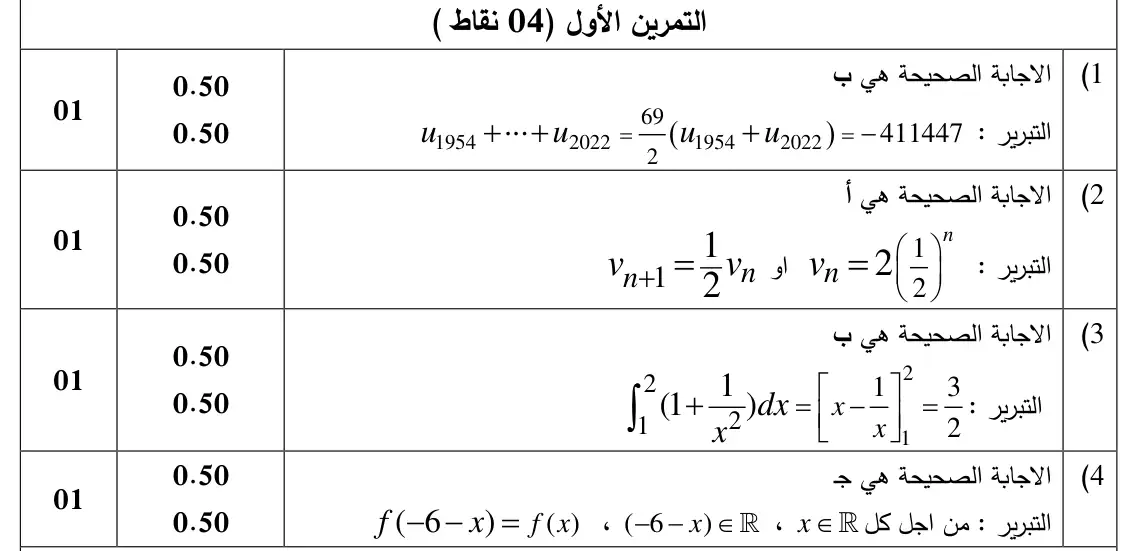 التمرين الأول (04 نقاط )
1) الاجابة الصحيحة هي ب 0.50 01
التبرير : u₁₉₅₄ +⋯+ u₂₀₂₂ = 69/2 (u₁₉₅₄ + u₂₀₂₂) = − 411447 0.50
2) الاجابة الصحيحة هي أ 0.50 01
التبرير : vₙ = 2(1/2)ⁿ او vₙ₊₁ = 1/2 vₙ 0.50
3) الاجابة الصحيحة هي ب 0.50 01
التبرير : ∫₁² (1 + 1/x²)dx = [x − 1/x]₁² = 3/2 0.50
4) الاجابة الصحيحة هي جـ 0.50 01
التبرير : من اجل كل x ∈ ℝ ، (−6 − x) ∈ ℝ ، f(−6 − x) = f(x) 0.50